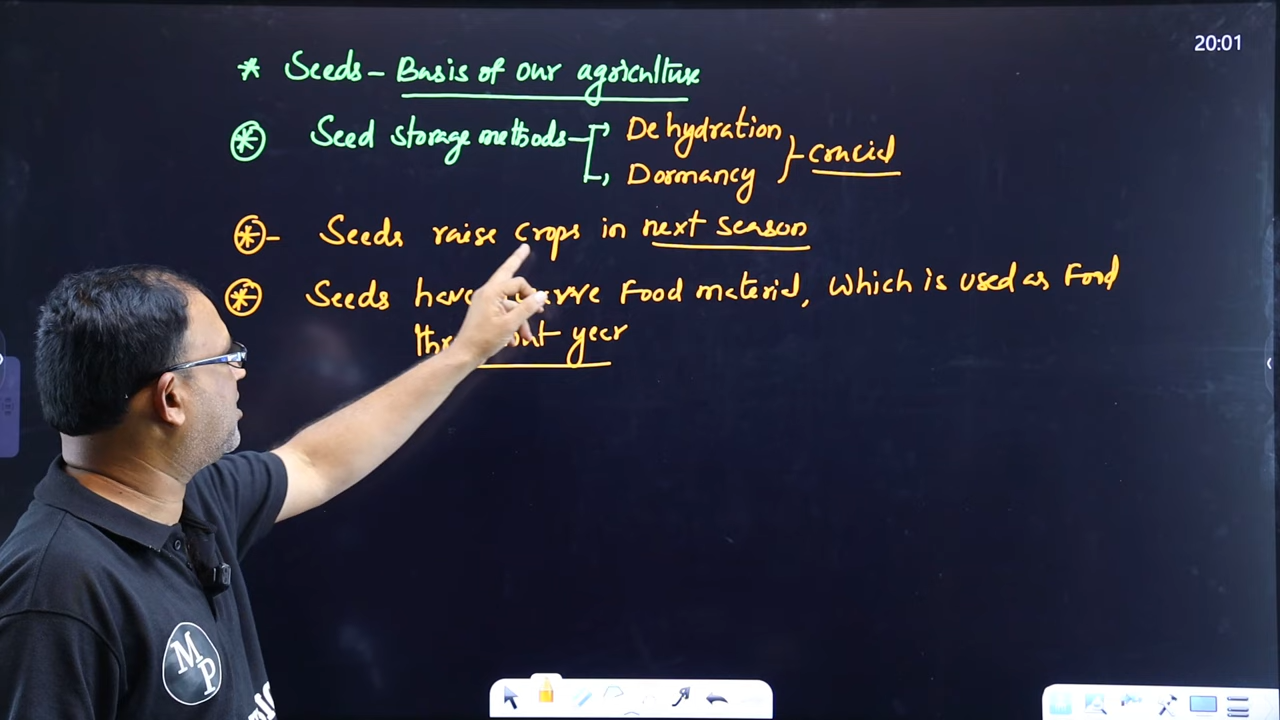 20:01
* Seeds - Basis of our agriculture
* Seed storage methods - Dehydration
Dormancy
crucial
* - Seeds raise crops in next season
* Seeds have Food material, which is used as Food
year
MP